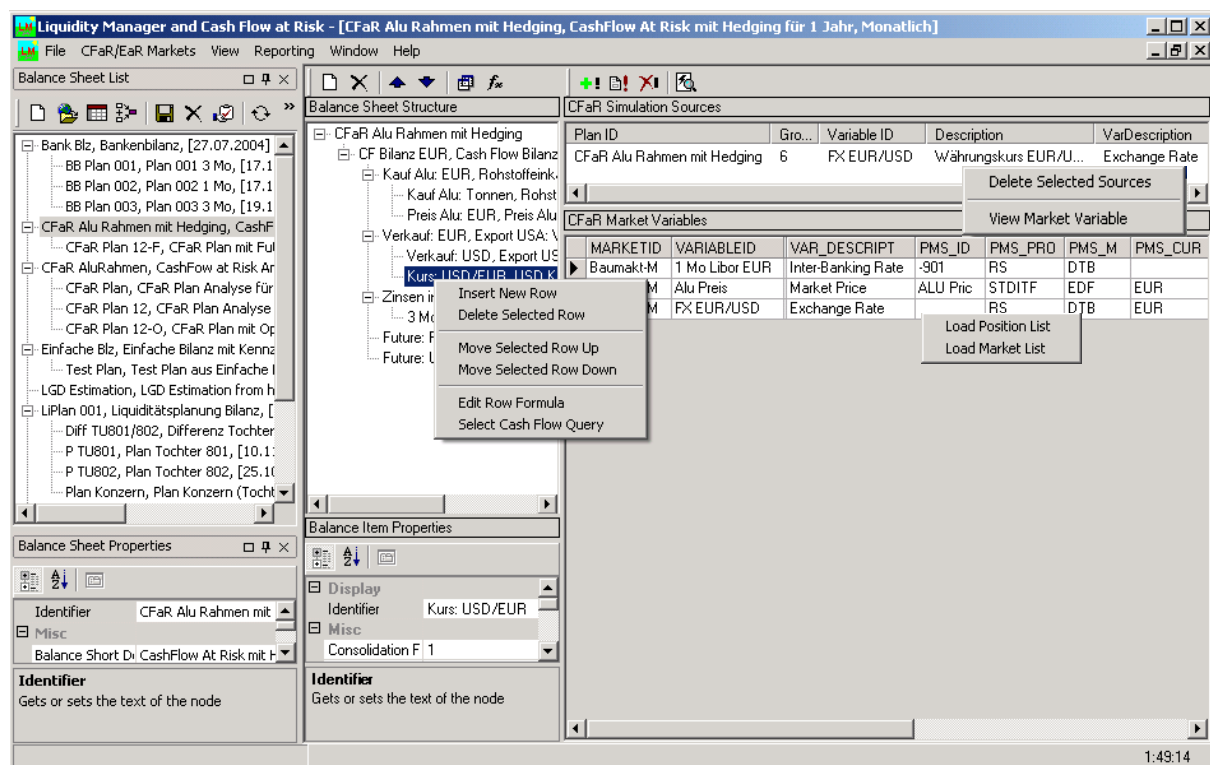 Liquidity Manager and Cash Flow at Risk - [CFaR Alu Rahmen mit Hedging, CashFlow At Risk mit Hedging für 1 Jahr, Monatlich]
File CFaR/EaR Markets View Reporting Window Help
Balance Sheet List
Bank Blz, Bankenbilanz, [27.07.2004]
BB Plan 001, Plan 001 3 Mo, [17.1
BB Plan 002, Plan 002 1 Mo, [17.1
BB Plan 003, Plan 003 3 Mo, [19.1
CFaR Alu Rahmen mit Hedging, CashF
CFaR Plan 12-F, CFaR Plan mit Ful
CFaR AluRahmen, CashFow at Risk Ar
CFaR Plan, CFaR Plan Analyse für
CFaR Plan 12, CFaR Plan Analyse
CFaR Plan 12-O, CFaR Plan mit Op
Einfache Blz, Einfache Bilanz mit Kennz
Test Plan, Test Plan aus Einfache
LGD Estimation, LGD Estimation from h
LiPlan 001, Liquiditätsplanung Bilanz, [
Diff TU801/802, Differenz Tochter
P TU801, Plan Tochter 801, [10.1
P TU802, Plan Tochter 802, [25.1
Plan Konzern, Plan Konzern (Tocht
Balance Sheet Properties
Identifier CFaR Alu Rahmen mit
Misc
Balance Short D CashFlow At Risk mit H
Identifier
Gets or sets the text of the node
Balance Sheet Structure
CFaR Alu Rahmen mit Hedging
CF Bilanz EUR, Cash Flow Bilanz
Kauf Alu: EUR, Rohstoffeink
Kauf Alu: Tonnen, Rohst
Preis Alu: EUR, Preis Alu
Verkauf: EUR, Export USA: V
Verkauf: USD, Export US
Kurs: USD/EUR, USD K
Zinsen i
3 Mo
Future: F
Future: L
Insert New Row
Delete Selected Row
Move Selected Row Up
Move Selected Row Down
Edit Row Formula
Select Cash Flow Query
Balance Item Properties
Display
Identifier Kurs: USD/EUR
Misc
Consolidation F 1
Identifier
Gets or sets the text of the node
CFaR Simulation Sources
Plan ID Gro... Variable ID Description VarDescription
CFaR Alu Rahmen mit Hedging 6 FX EUR/USD Währungskurs EUR/U... Exchange Rate
Delete Selected Sources
View Market Variable
CFaR Market Variables
MARKETID VARIABLEID VAR_DESCRIPT PMS_ID PMS_PRO PMS_M PMS_CUR
Baumakt-M 1 Mo Libor EUR Inter-Banking Rate -901 RS DTB
M Alu Preis Market Price ALU Pric STDITF EDF EUR
M FX EUR/USD Exchange Rate RS DTB EUR
Load Position List
Load Market List
1:49:14